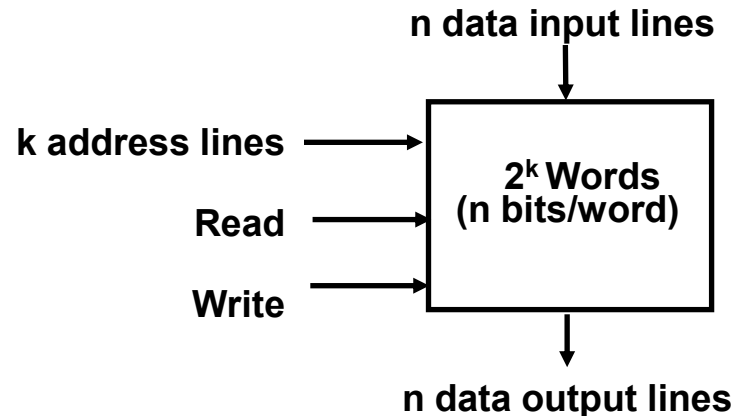 n data input lines
k address lines
2ᵏ Words
(n bits/word)
Read
Write
n data output lines